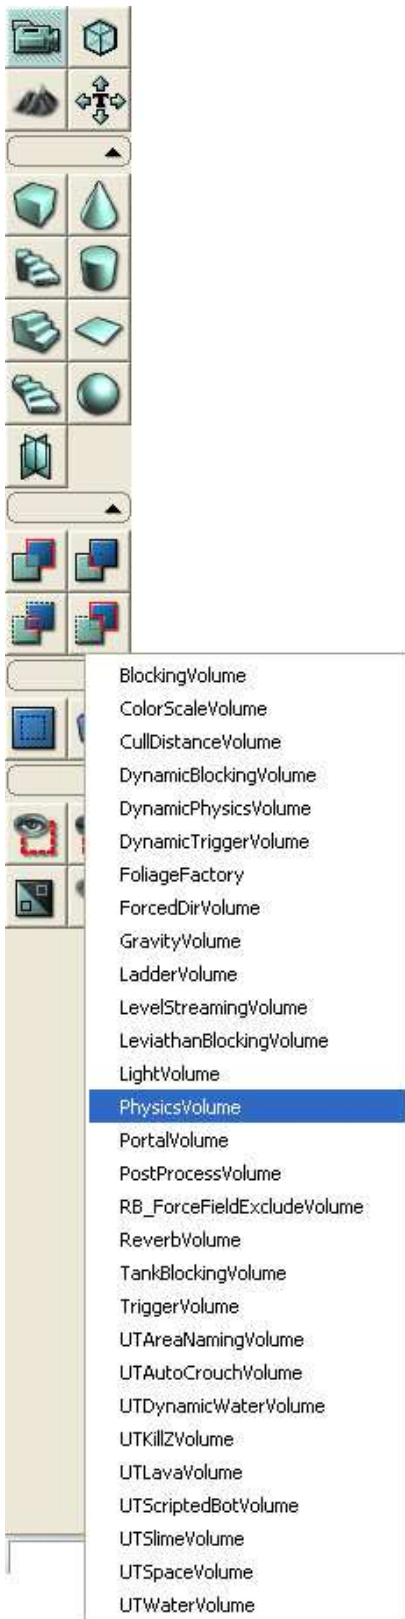 T
BlockingVolume
ColorScaleVolume
CullDistanceVolume
DynamicBlockingVolume
DynamicPhysicsVolume
DynamicTriggerVolume
FoliageFactory
ForcedDirVolume
GravityVolume
LadderVolume
LevelStreamingVolume
LeviathanBlockingVolume
LightVolume
PhysicsVolume
PortalVolume
PostProcessVolume
RB_ForceFieldExcludeVolume
ReverbVolume
TankBlockingVolume
TriggerVolume
UTAreaNamingVolume
UTAutoCrouchVolume
UTDynamicWaterVolume
UTKillZVolume
UTLavaVolume
UTScriptedBotVolume
UTSlimeVolume
UTSpaceVolume
UTWaterVolume